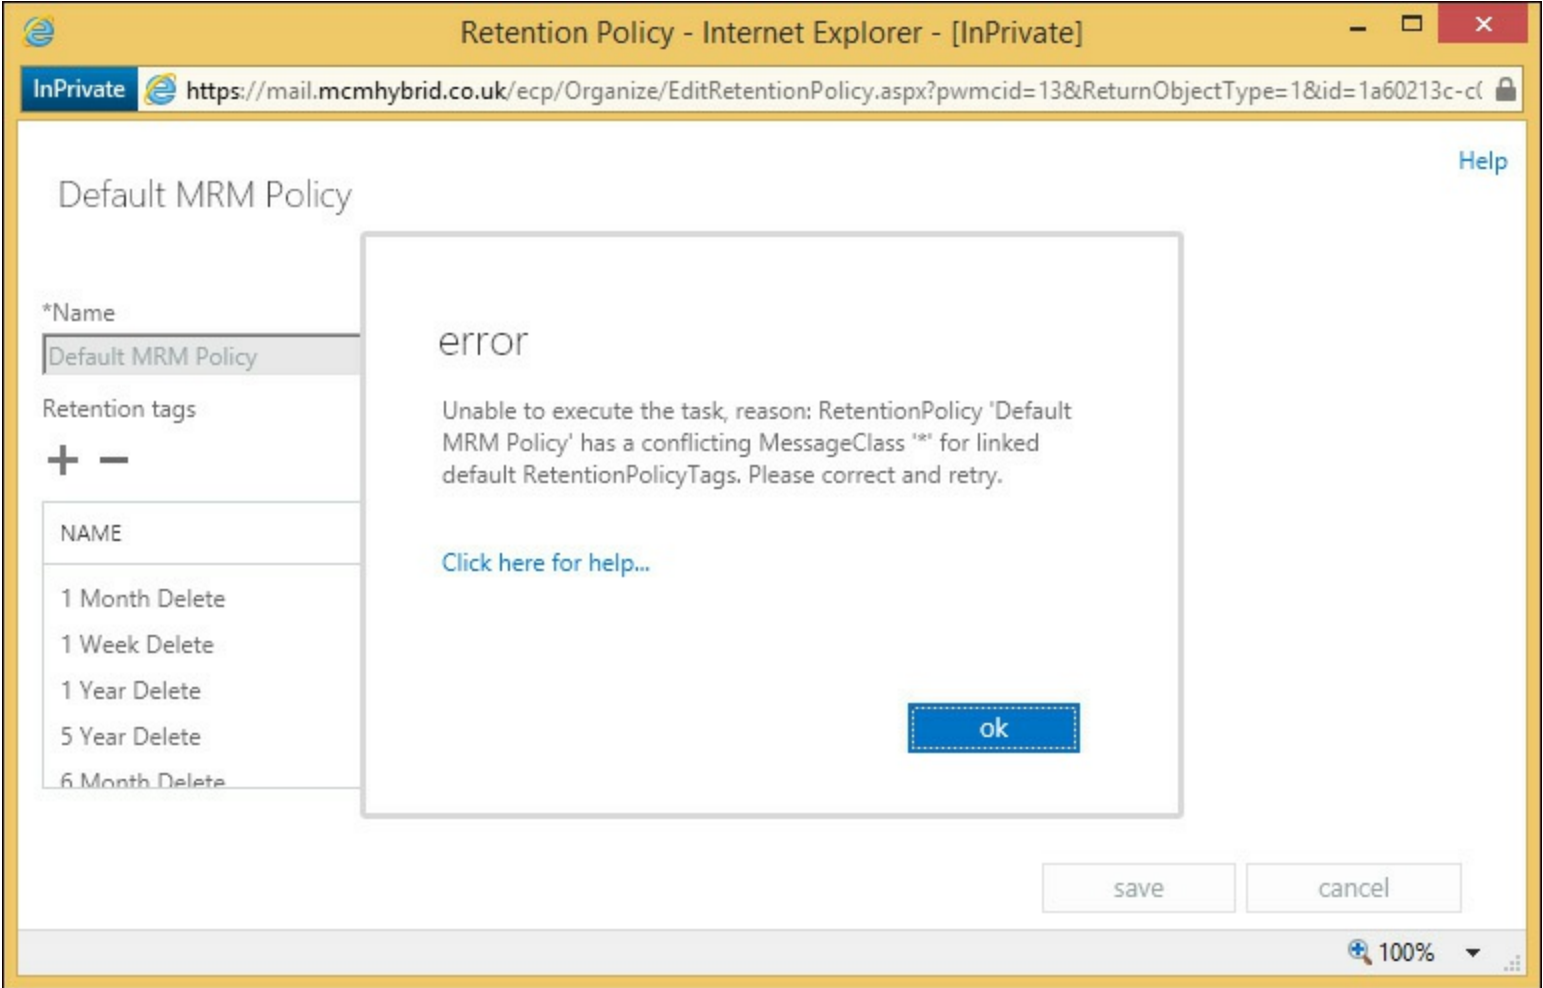 Retention Policy - Internet Explorer - [InPrivate]
InPrivate https://mail.mcmhybrid.co.uk/ecp/Organize/EditRetentionPolicy.aspx?pwmcid=13&ReturnObjectType=1&id=1a60213c-c(
Help
Default MRM Policy
*Name
Default MRM Policy
Retention tags
NAME
1 Month Delete
1 Week Delete
1 Year Delete
5 Year Delete
6 Month Delete
error
Unable to execute the task, reason: RetentionPolicy 'Default
MRM Policy' has a conflicting MessageClass '*' for linked
default RetentionPolicyTags. Please correct and retry.
Click here for help...
ok
save cancel
100%